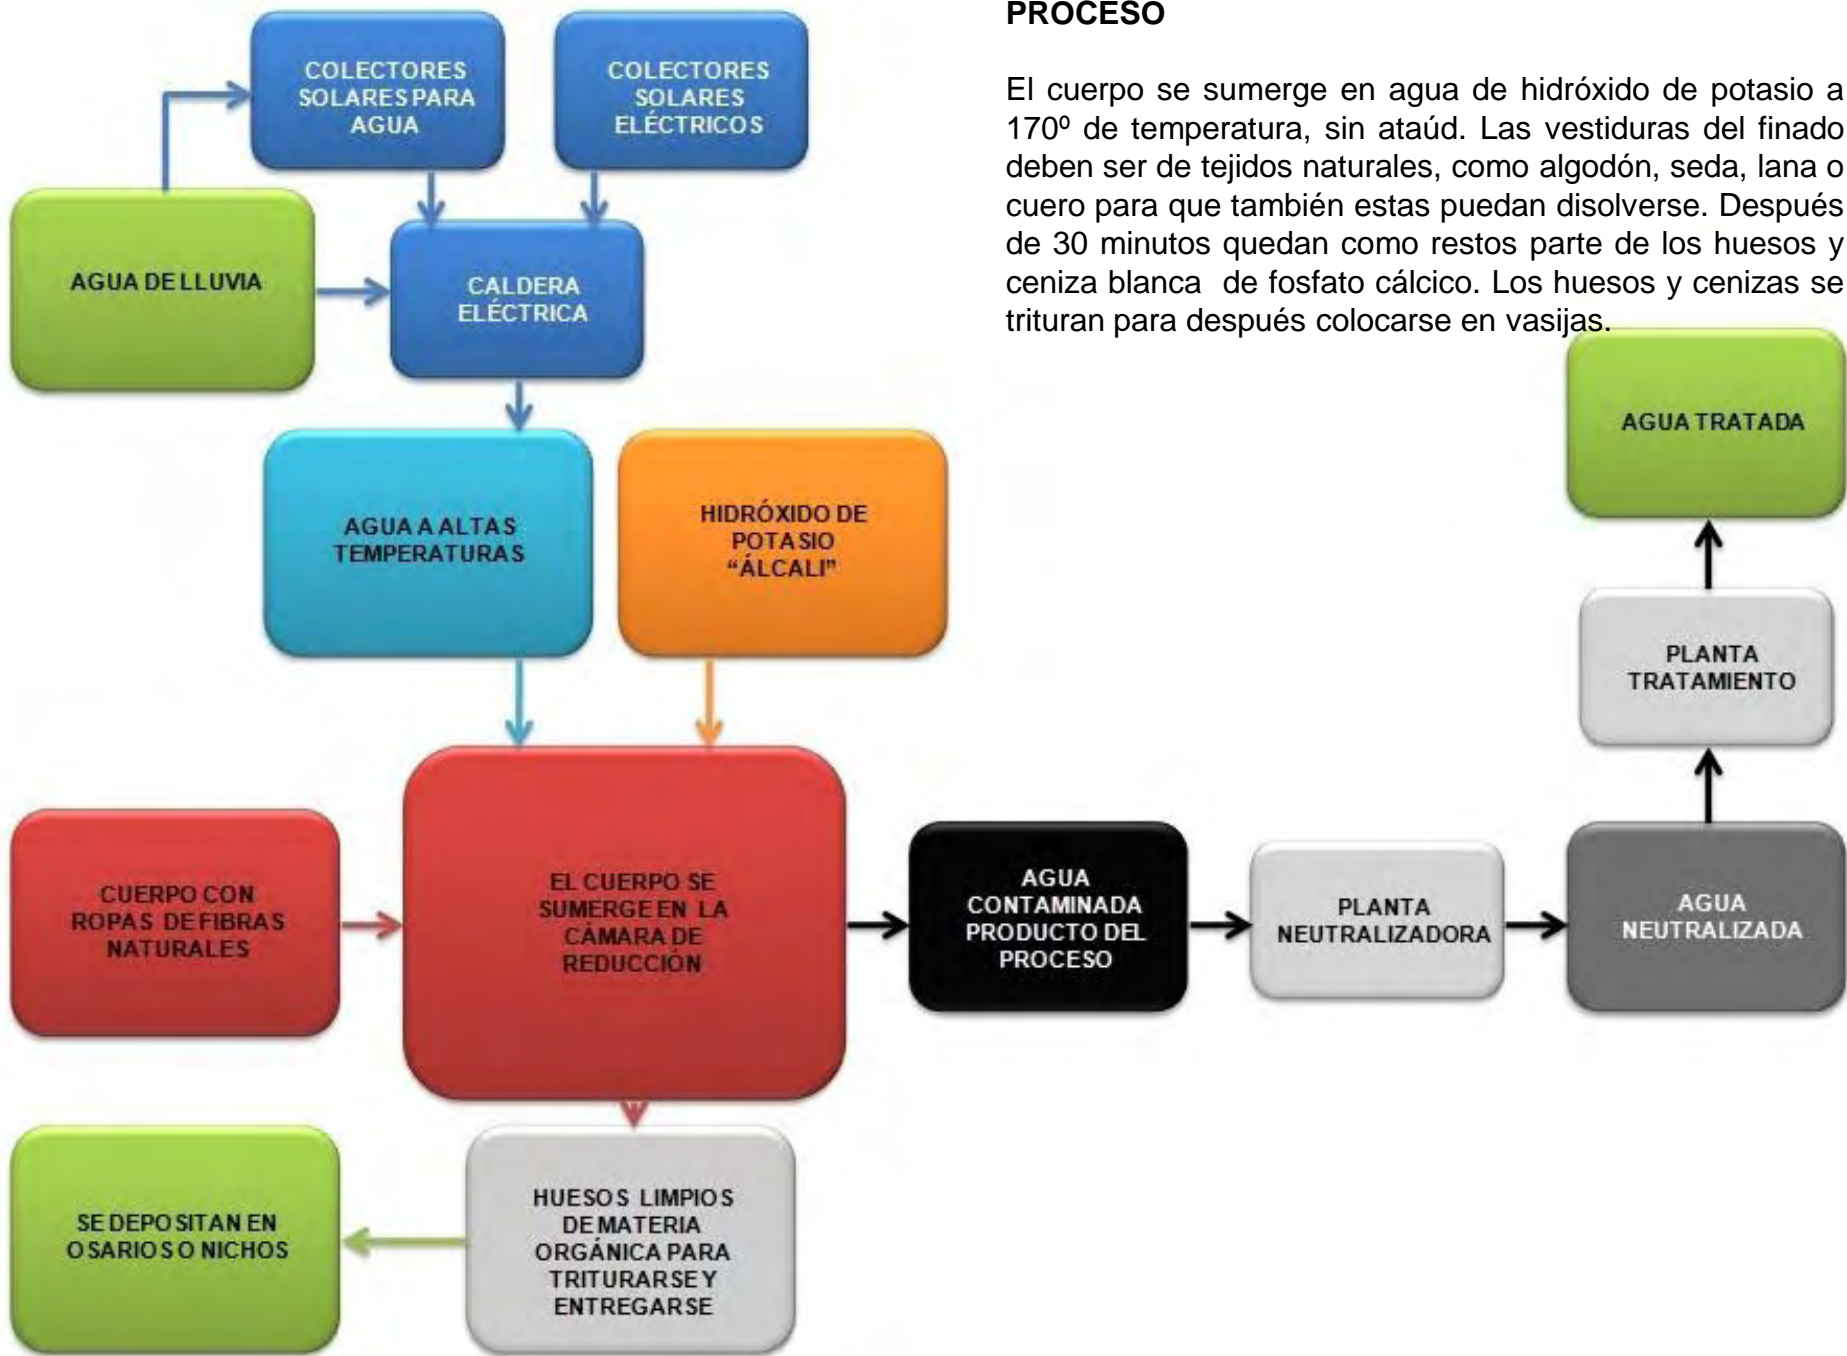 PROCESO
El cuerpo se sumerge en agua de hidróxido de potasio a
170º de temperatura, sin ataúd. Las vestiduras del finado
deben ser de tejidos naturales, como algodón, seda, lana o
cuero para que también estas puedan disolverse. Después
de 30 minutos quedan como restos parte de los huesos y
ceniza blanca de fosfato cálcico. Los huesos y cenizas se
trituran para después colocarse en vasijas.
COLECTORES
SOLARES PARA
AGUA
COLECTORES
SOLARES
ELÉCTRICOS
AGUA DE LLUVIA
CALDERA
ELÉCTRICA
AGUA A ALTAS
TEMPERATURAS
HIDRÓXIDO DE
POTASIO
“ÁLCALI”
AGUA TRATADA
PLANTA
TRATAMIENTO
CUERPO CON
ROPAS DE FIBRAS
NATURALES
EL CUERPO SE
SUMERGE EN LA
CÁMARA DE
REDUCCIÓN
AGUA
CONTAMINADA
PRODUCTO DEL
PROCESO
PLANTA
NEUTRALIZADORA
AGUA
NEUTRALIZADA
SE DEPOSITAN EN
OSARIOS O NICHOS
HUESOS LIMPIOS
DE MATERIA
ORGÁNICA PARA
TRITURARSE Y
ENTREGARSE